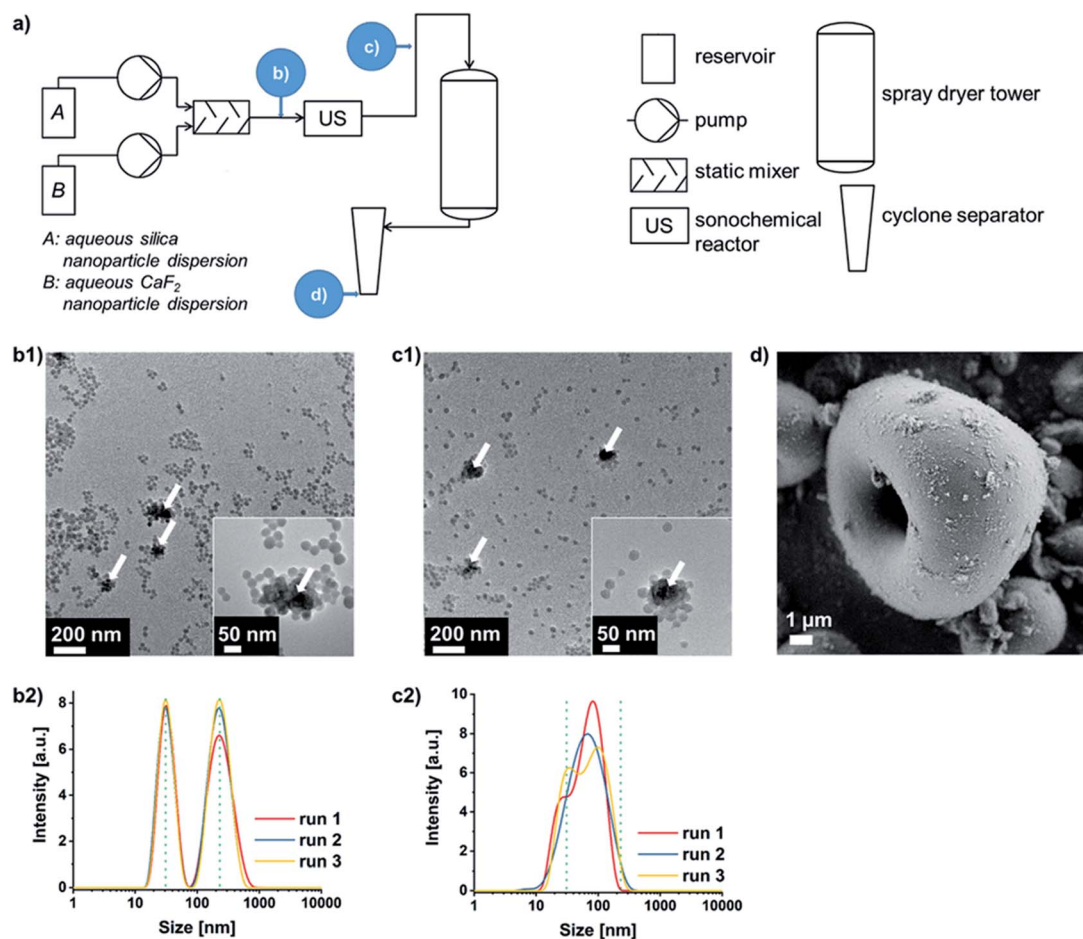 a)
c)
b)
A
US
B
A: aqueous silica
nanoparticle dispersion
B: aqueous CaF2
nanoparticle dispersion
d)
reservoir
pump
static mixer
US
sonochemical
reactor
spray dryer tower
cyclone separator
b1)
200 nm
50 nm
c1)
200 nm
50 nm
d)
1 µm
b2)
8
6
4
2
0
Intensity [a.u.]
run 1
run 2
run 3
1 10 100 1000 10000
Size [nm]
c2)
10
8
6
4
2
0
Intensity [a.u.]
run 1
run 2
run 3
1 10 100 1000 10000
Size [nm]